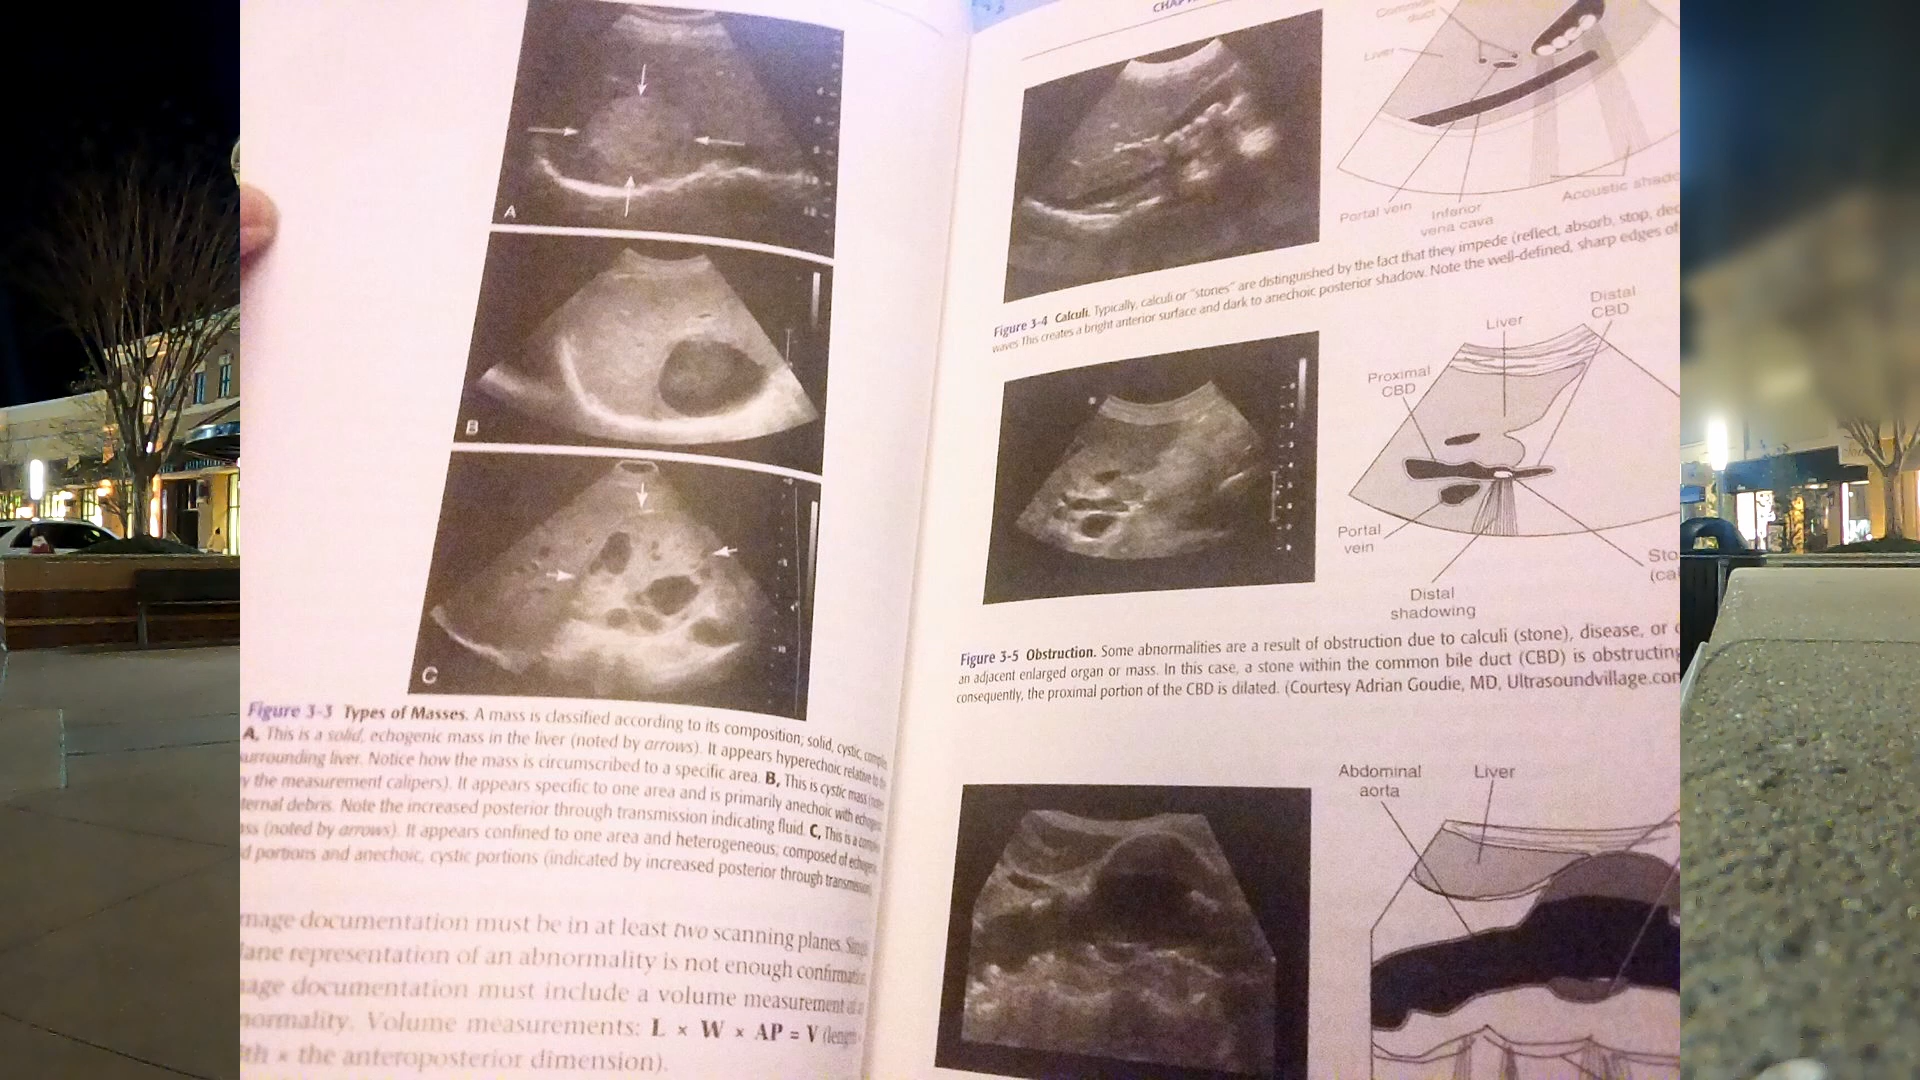 A
B
C
Figure 3-3 Types of Masses. A mass is classified according to its composition; solid, cystic,
A, This is a solid, echogenic mass in the liver (noted by arrows). It appears hyperechoic relative to the
surrounding liver. Notice how the mass is circumscribed to a specific area. B, This is cystic mass
y the measurement calipers). It appears specific to one area and is primarily anechoic with
ternal debris. Note the increased posterior through transmission indicating fluid. C, This is a
ss (noted by arrows). It appears confined to one area and heterogeneous; composed of
d portions and anechoic, cystic portions (indicated by increased posterior through
mage documentation must be in at least two scanning planes.
lane representation of an abnormality is not enough
age documentation must include a volume measurement
normality. Volume measurements: L × W × AP = V
th × the anteroposterior dimension).
Common
duct
Liver
Portal vein
Inferior
vena cava
Acoustic
Figure 3-4 Calculi. Typically, calculi or "stones" are distinguished by the fact that they impede (reflect, absorb, stop,
waves This creates a bright anterior surface and dark to anechoic posterior shadow. Note the well-defined, sharp edges of
Liver
Distal
CBD
Proximal
CBD
Portal
vein
Distal
shadowing
Figure 3-5 Obstruction. Some abnormalities are a result of obstruction due to calculi (stone), disease, or
an adjacent enlarged organ or mass. In this case, a stone within the common bile duct (CBD) is obstructing
consequently, the proximal portion of the CBD is dilated. (Courtesy Adrian Goudie, MD, Ultrasoundvillage.com
Abdominal
aorta
Liver